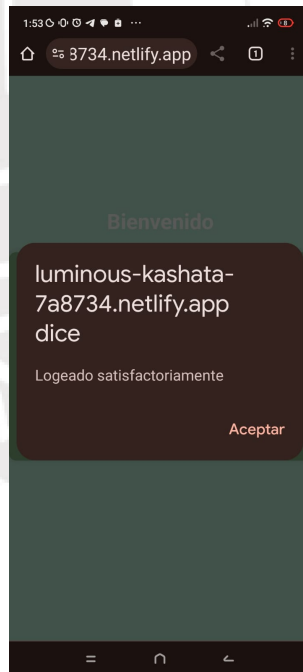 1:53
8734.netlify.app
1
Bienvenido
luminous-kashata-
7a8734.netlify.app
dice
Logeado satisfactoriamente
Aceptar